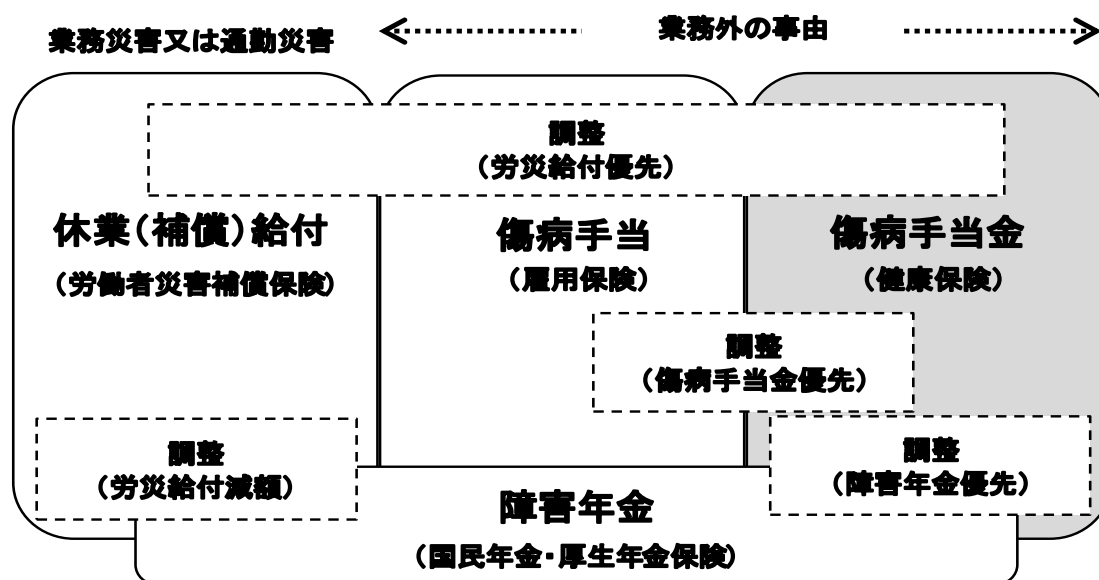 業務災害又は通勤災害
業務外の事由
調整
(労災給付優先)
休業(補償)給付
(労働者災害補償保険)
傷病手当
(雇用保険)
傷病手当金
(健康保険)
調整
(傷病手当金優先)
調整
(労災給付減額)
調整
(障害年金優先)
障害年金
(国民年金・厚生年金保険)